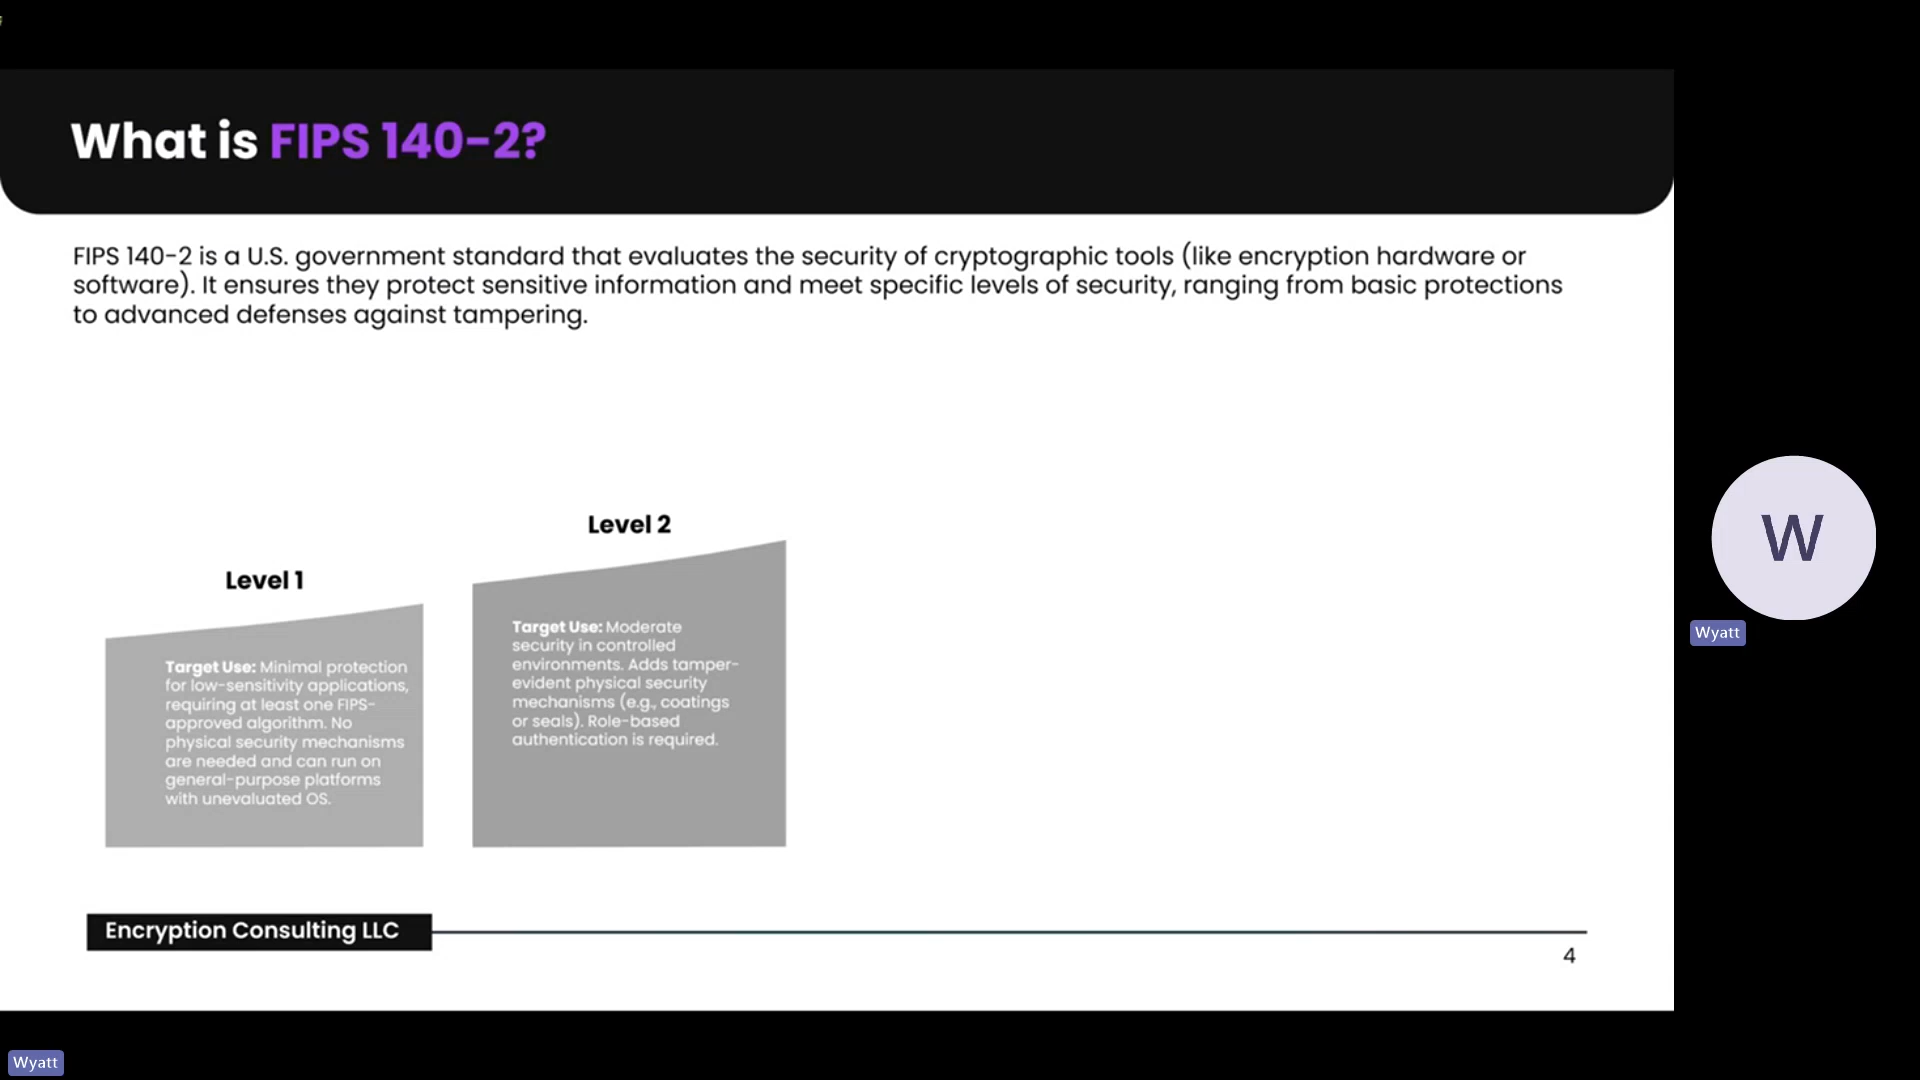 What is FIPS 140-2?
FIPS 140-2 is a U.S. government standard that evaluates the security of cryptographic tools (like encryption hardware or
software). It ensures they protect sensitive information and meet specific levels of security, ranging from basic protections
to advanced defenses against tampering.
Level 1
Target Use: Minimal protection
for low-sensitivity applications,
requiring at least one FIPS-
approved algorithm. No
physical security mechanisms
are needed and can run on
general-purpose platforms
with unevaluated OS.
Level 2
Target Use: Moderate
security in controlled
environments. Adds tamper-
evident physical security
mechanisms (e.g., coatings
or seals). Role-based
authentication is required.
Encryption Consulting LLC
4
W
Wyatt
Wyatt